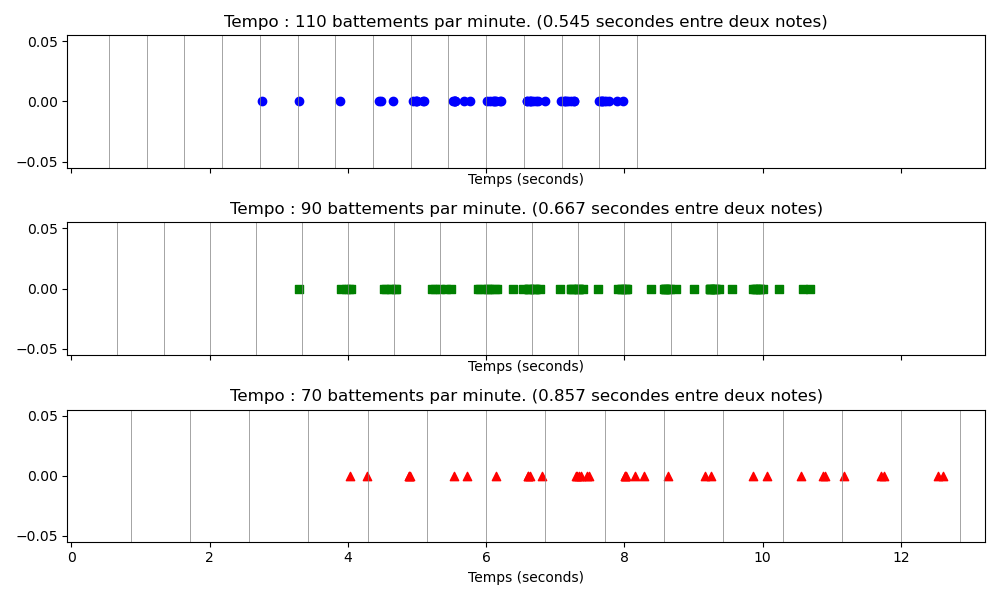 Tempo : 110 battements par minute. (0.545 secondes entre deux notes)
0.05
0.00
−0.05
Temps (seconds)
Tempo : 90 battements par minute. (0.667 secondes entre deux notes)
0.05
0.00
−0.05
Temps (seconds)
Tempo : 70 battements par minute. (0.857 secondes entre deux notes)
0.05
0.00
−0.05
0 2 4 6 8 10 12
Temps (seconds)